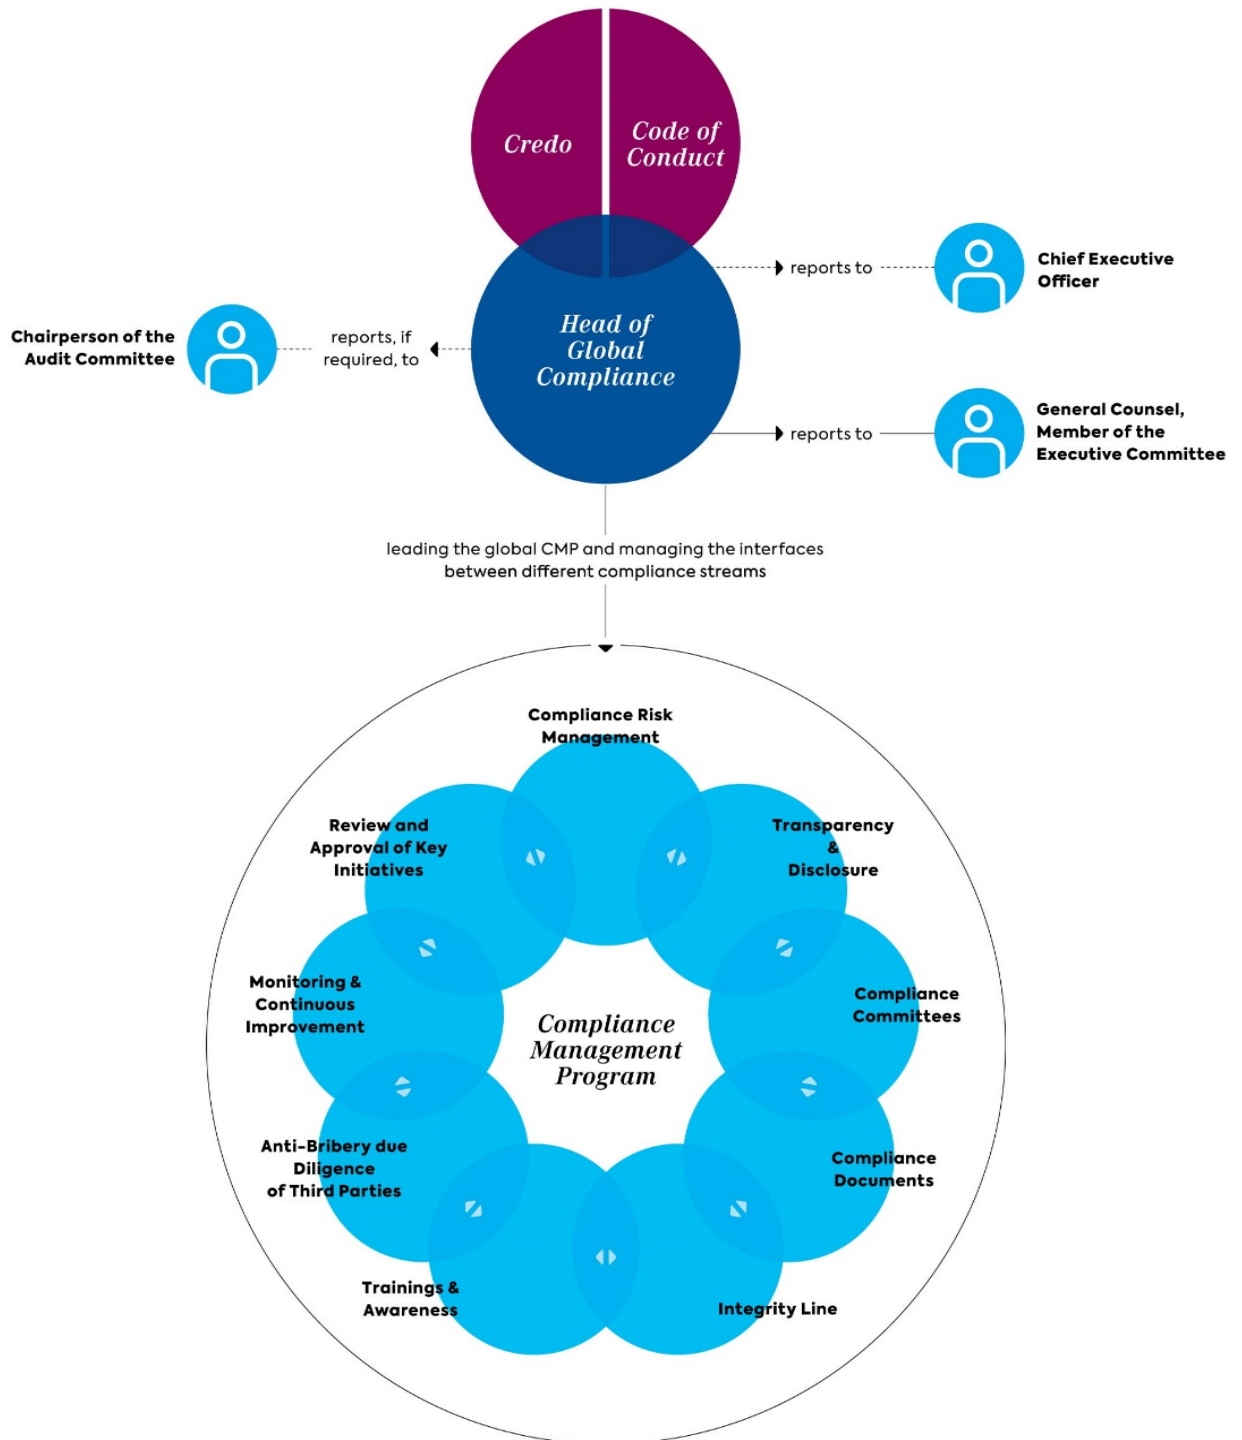 Credo
Code of
Conduct
reports to
Chief Executive
Officer
Head of
Global
Compliance
Chairperson of the
Audit Committee
reports, if
required, to
reports to
General Counsel,
Member of the
Executive Committee
leading the global CMP and managing the interfaces
between different compliance streams
Compliance Risk
Management
Review and
Approval of Key
Initiatives
Transparency
&
Disclosure
Monitoring &
Continuous
Improvement
Compliance
Committees
Compliance
Management
Program
Anti-Bribery due
Diligence
of Third Parties
Compliance
Documents
Trainings &
Awareness
Integrity Line